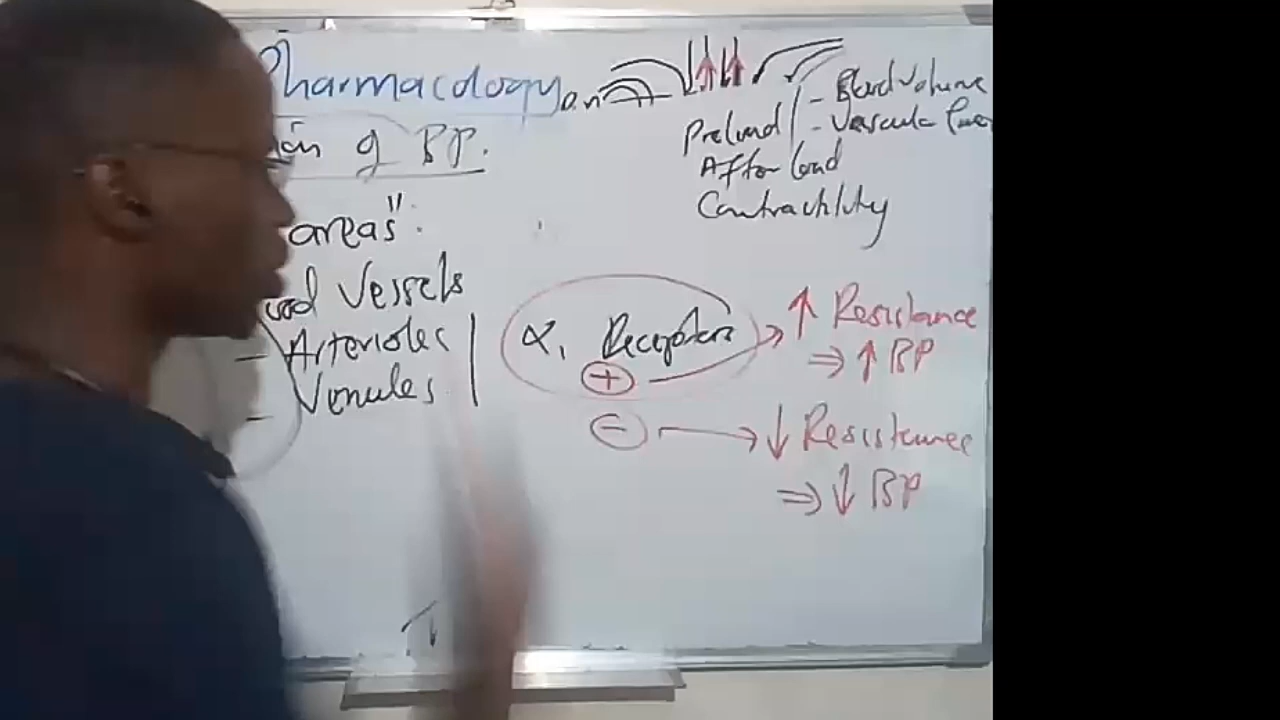 Pharmacology on
Preload | - Blood Volume
- Vascular
After load
Contractility
of BP.
areas":
Vessels
- Arterioles
- Venules
α₁ Receptors
⊕ → ↑ Resistance
⇒ ↑ BP
⊖ → ↓ Resistance
⇒ ↓ BP